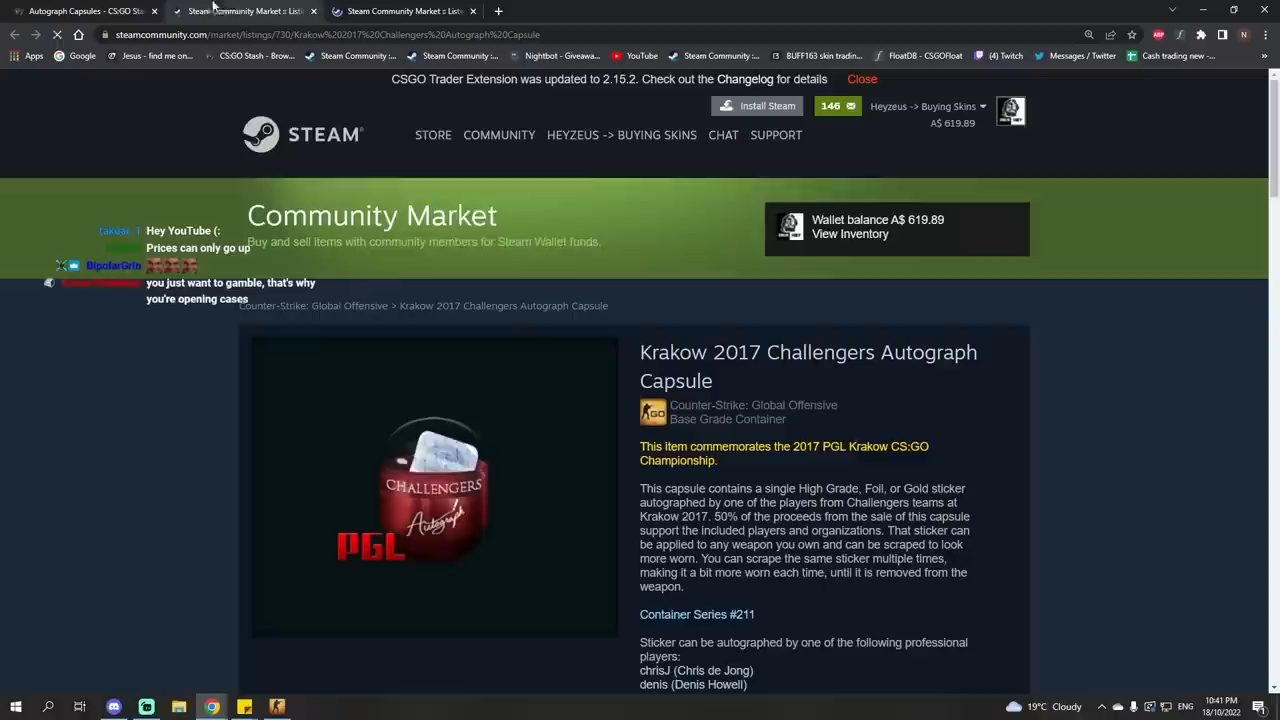 Autograph Capsules - CS:GO Sta
Steam Community Market :: Listi
Steam Community Market :: Listi
steamcommunity.com/market/listings/730/Krakow%202017%20Challengers%20Autograph%20Capsule
Apps
Google
Jesus - find me on...
CSGO Stash - Brow...
Steam Community :...
Steam Community :...
Nightbot - Giveawa...
YouTube
Steam Community :...
BUFF163 skin tradin...
FloatDB - CSGOFloat
(4) Twitch
Messages / Twitter
Cash trading new -...
CSGO Trader Extension was updated to 2.15.2. Check out the Changelog for details
Close
STEAM
Install Steam
146
Heyzeus -> Buying Skins
A$ 619.89
STORE
COMMUNITY
HEYZEUS -> BUYING SKINS
CHAT
SUPPORT
Community Market
Buy and sell items with community members for Steam Wallet funds.
Wallet balance A$ 619.89
View Inventory
Hey YouTube (:
Prices can only go up
BipolarGrin
you just want to gamble, that's why
you're opening cases
Counter-Strike: Global Offensive > Krakow 2017 Challengers Autograph Capsule
CHALLENGERS
Autograph
PGL
Krakow 2017 Challengers Autograph
Capsule
GO
Counter-Strike: Global Offensive
Base Grade Container
This item commemorates the 2017 PGL Krakow CS:GO
Championship.
This capsule contains a single High Grade, Foil, or Gold sticker
autographed by one of the players from Challengers teams at
Krakow 2017. 50% of the proceeds from the sale of this capsule
support the included players and organizations. That sticker can
be applied to any weapon you own and can be scraped to look
more worn. You can scrape the same sticker multiple times,
making it a bit more worn each time, until it is removed from the
weapon.
Container Series #211
Sticker can be autographed by one of the following professional
players:
chrisJ (Chris de Jong)
denis (Denis Howell)
19°C Cloudy
ENG
10:41 PM
18/10/2022